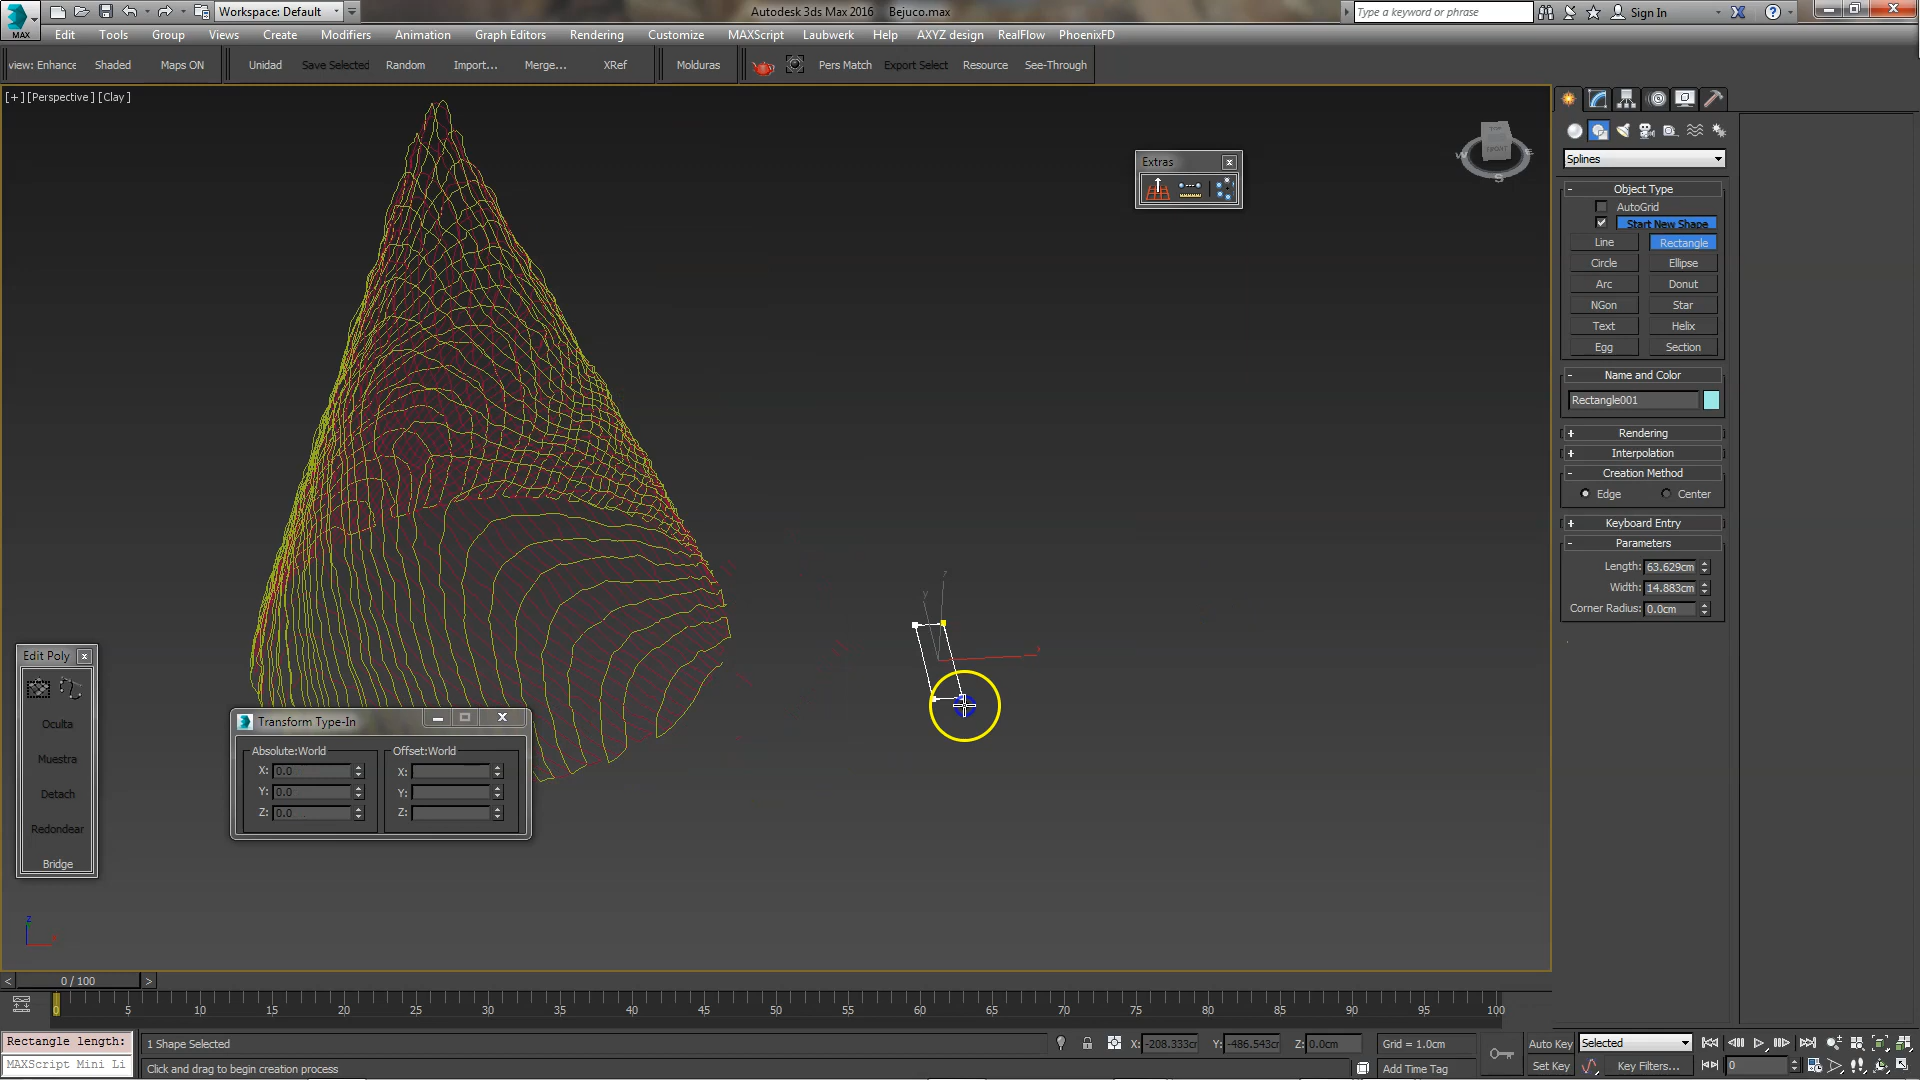 Workspace: Default
Autodesk 3ds Max 2016 Bejuco.max
Type a keyword or phrase
Sign In
MAX
Edit Tools Group Views Create Modifiers Animation Graph Editors Rendering Customize MAXScript Laubwerk Help AXYZ design RealFlow PhoenixFD
view: Enhance Shaded Maps ON Unidad Save Selected Random Import... Merge... XRef Molduras Pers Match Export Select Resource See-Through
[+] [Perspective ] [Clay ]
Extras
TOP
FRONT
W
E
S
Splines
Object Type
AutoGrid
Start New Shape
Line Rectangle
Circle Ellipse
Arc Donut
NGon Star
Text Helix
Egg Section
Name and Color
Rectangle001
Rendering
Interpolation
Creation Method
Edge Center
Keyboard Entry
Parameters
Length: 63.629cm
Width: 14.883cm
Corner Radius: 0.0cm
z
y
x
Edit Poly
Oculta
Muestra
Detach
Redondear
Bridge
Transform Type-In
Absolute:World Offset:World
X: 0.0 X:
Y: 0.0 Y:
Z: 0.0 Z:
z
0 / 100
0 5 10 15 20 25 30 35 40 45 50 55 60 65 70 75 80 85 90 95 100
Rectangle length:
1 Shape Selected
X: -208.333cr Y: -486.543cr Z: 0.0cm Grid = 1.0cm
Auto Key Selected
MAXScript Mini Li
Click and drag to begin creation process
Add Time Tag
Set Key Key Filters... 0